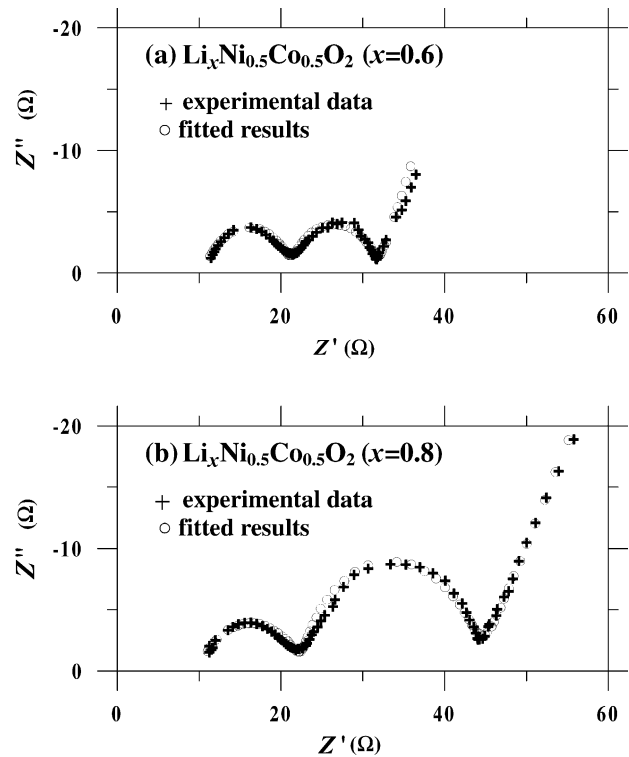 -20
(a) LiₓNi₀.₅Co₀.₅O₂ (x=0.6)
+ experimental data
○ fitted results
Z'' (Ω)
-10
0
0 20 40 60
Z' (Ω)
-20
(b) LiₓNi₀.₅Co₀.₅O₂ (x=0.8)
+ experimental data
○ fitted results
Z'' (Ω)
-10
0
0 20 40 60
Z' (Ω)